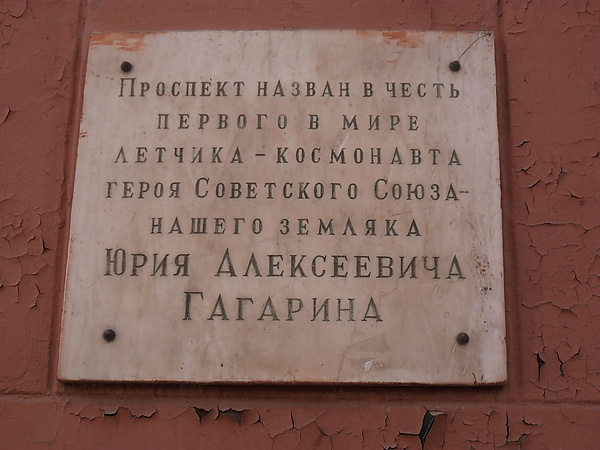 Проспект назван в честь
первого в мире
летчика – космонавта
героя Советского Союза–
нашего земляка
Юрия Алексеевича
Гагарина